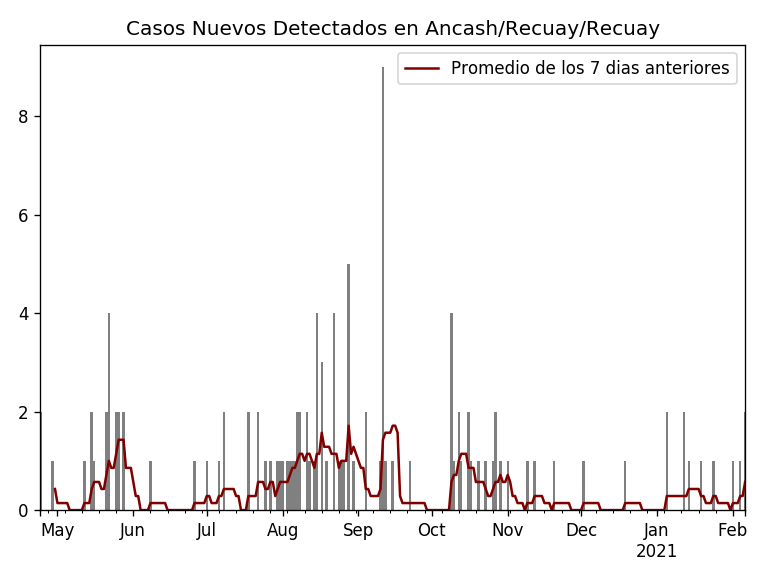 Casos Nuevos Detectados en Ancash/Recuay/Recuay
Promedio de los 7 dias anteriores
8
6
4
2
0
May Jun Jul Aug Sep Oct Nov Dec Jan Feb
2021